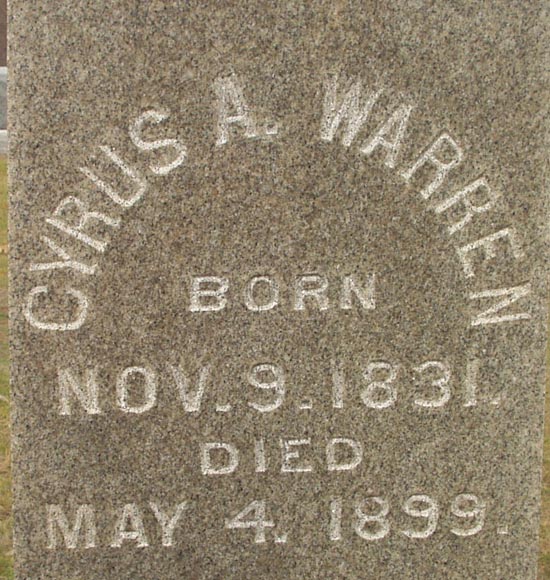 CYRUS A. WARREN
BORN
NOV. 9. 1831.
DIED
MAY 4. 1899.